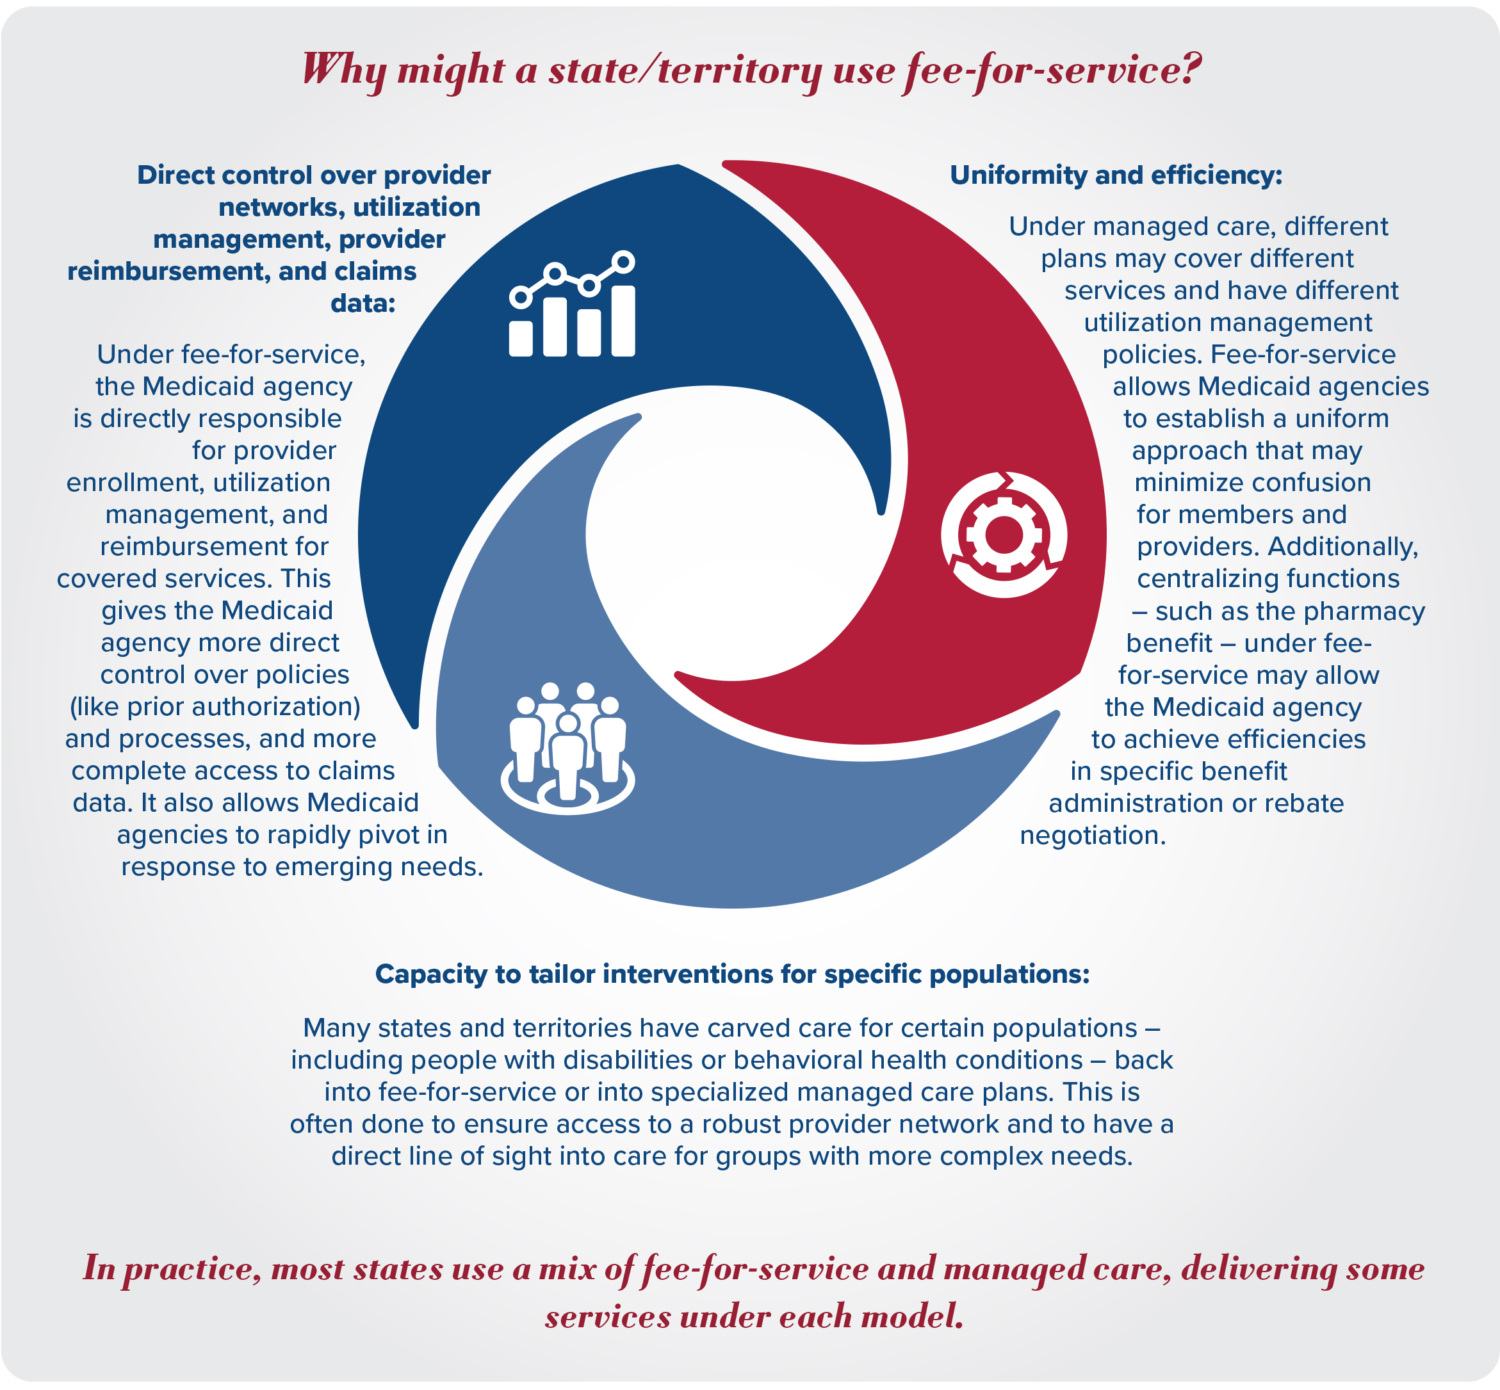 Why might a state/territory use fee-for-service?
Direct control over provider
networks, utilization
management, provider
reimbursement, and claims
data:
Under fee-for-service,
the Medicaid agency
is directly responsible
for provider
enrollment, utilization
management, and
reimbursement for
covered services. This
gives the Medicaid
agency more direct
control over policies
(like prior authorization)
and processes, and more
complete access to claims
data. It also allows Medicaid
agencies to rapidly pivot in
response to emerging needs.
Uniformity and efficiency:
Under managed care, different
plans may cover different
services and have different
utilization management
policies. Fee-for-service
allows Medicaid agencies
to establish a uniform
approach that may
minimize confusion
for members and
providers. Additionally,
centralizing functions
– such as the pharmacy
benefit – under fee-
for-service may allow
the Medicaid agency
to achieve efficiencies
in specific benefit
administration or rebate
negotiation.
Capacity to tailor interventions for specific populations:
Many states and territories have carved care for certain populations –
including people with disabilities or behavioral health conditions – back
into fee-for-service or into specialized managed care plans. This is
often done to ensure access to a robust provider network and to have a
direct line of sight into care for groups with more complex needs.
In practice, most states use a mix of fee-for-service and managed care, delivering some
services under each model.